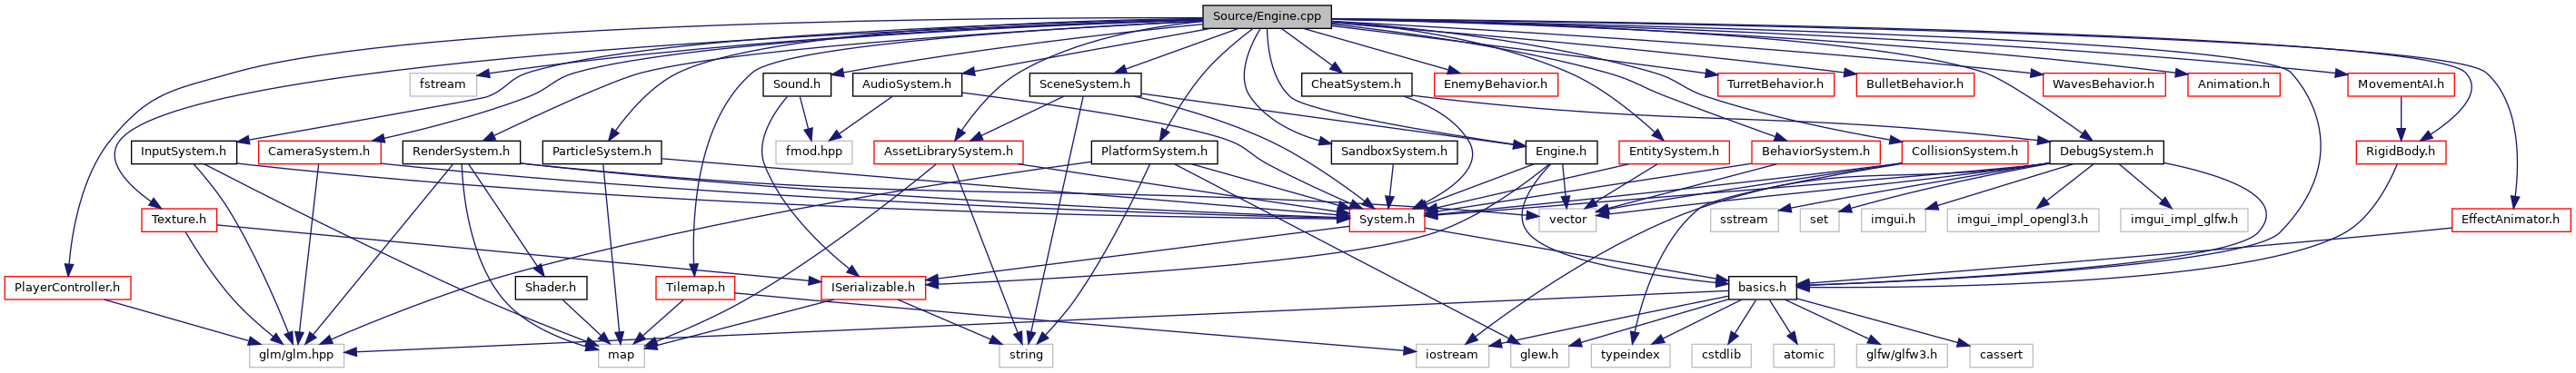 Source/Engine.cpp
fstream
Sound.h
AudioSystem.h
SceneSystem.h
CheatSystem.h
EnemyBehavior.h
TurretBehavior.h
BulletBehavior.h
WavesBehavior.h
Animation.h
MovementAI.h
InputSystem.h
CameraSystem.h
RenderSystem.h
ParticleSystem.h
fmod.hpp
AssetLibrarySystem.h
PlatformSystem.h
SandboxSystem.h
Engine.h
EntitySystem.h
BehaviorSystem.h
CollisionSystem.h
DebugSystem.h
RigidBody.h
Texture.h
System.h
vector
sstream
set
imgui.h
imgui_impl_opengl3.h
imgui_impl_glfw.h
EffectAnimator.h
PlayerController.h
Shader.h
Tilemap.h
ISerializable.h
basics.h
glm/glm.hpp
map
string
iostream
glew.h
typeindex
cstdlib
atomic
glfw/glfw3.h
cassert